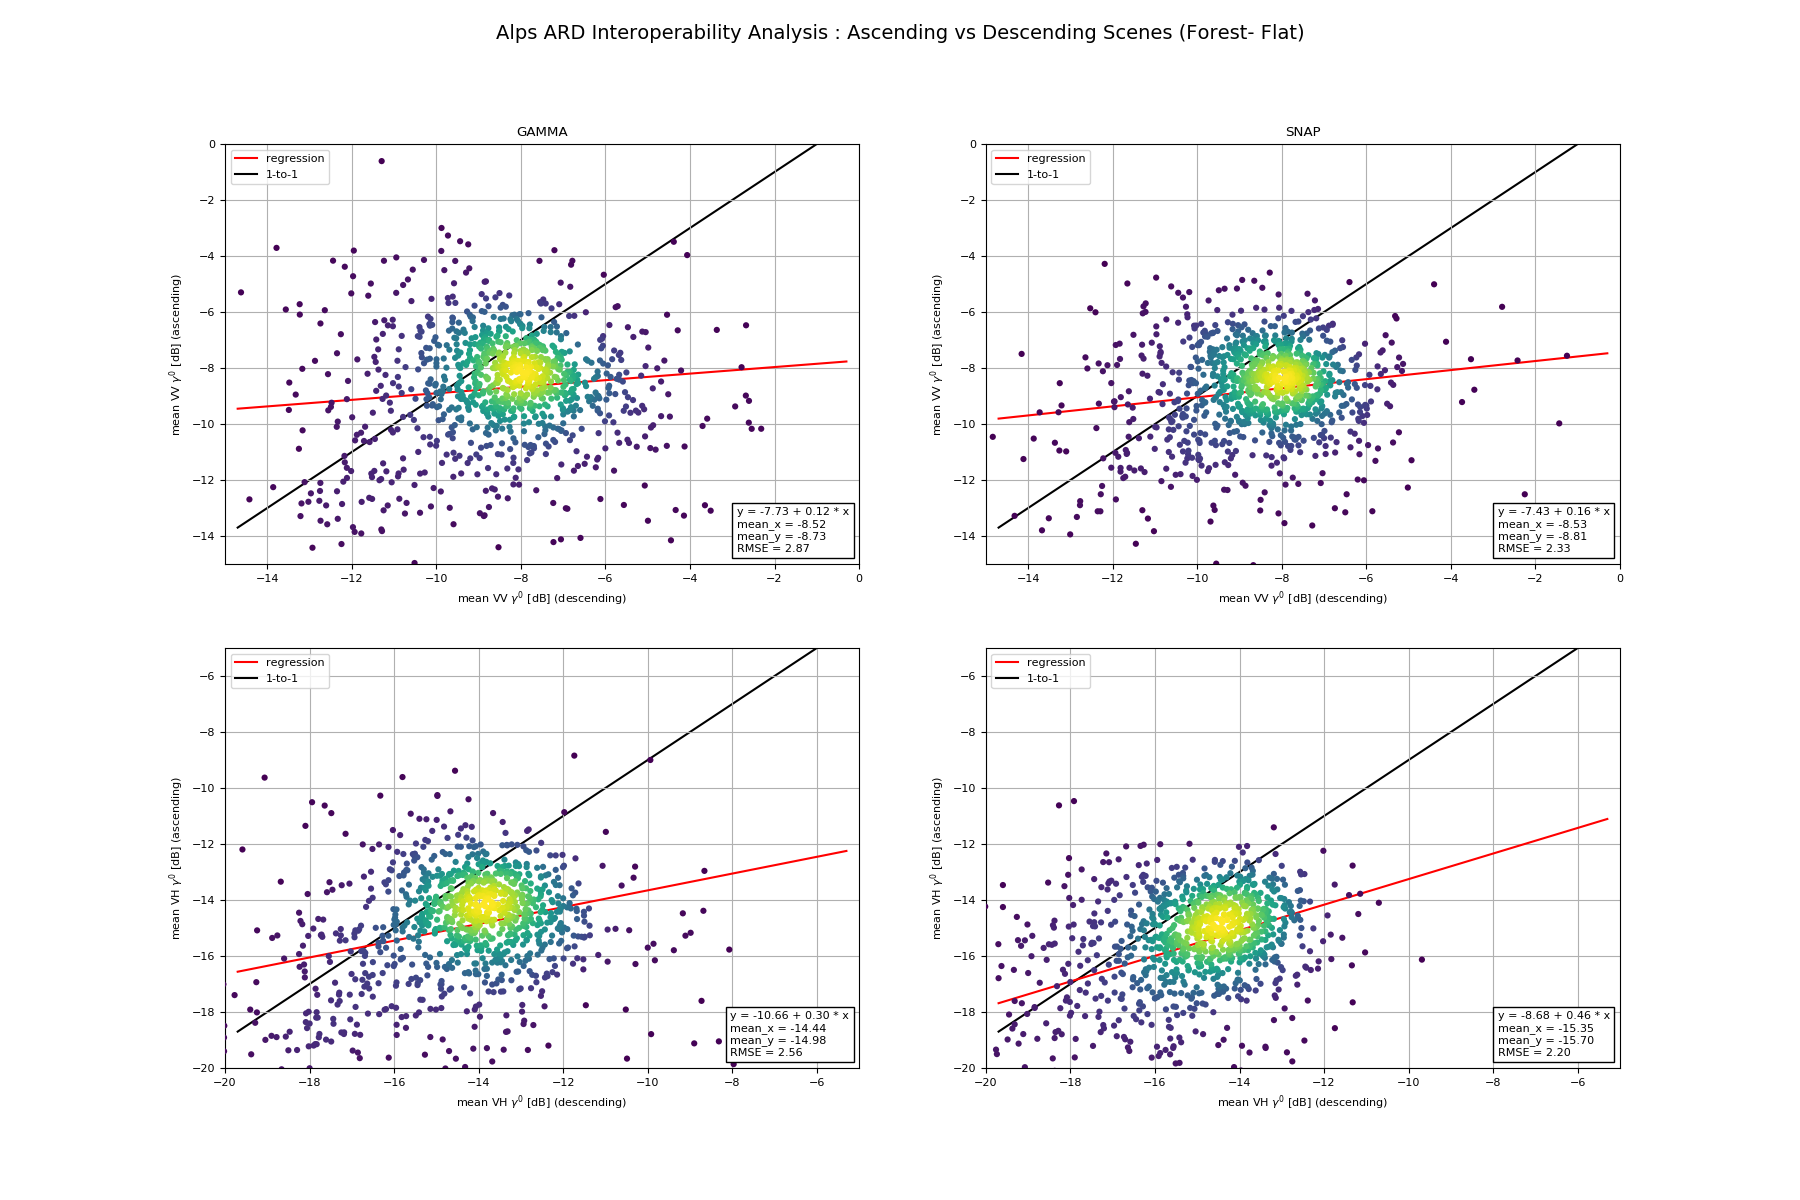 Alps ARD Interoperability Analysis : Ascending vs Descending Scenes (Forest- Flat)
GAMMA
regression
1-to-1
0
−2
−4
−6
−8
−10
−12
−14
mean VV γ⁰ [dB] (ascending)
y = -7.73 + 0.12 * x
mean_x = -8.52
mean_y = -8.73
RMSE = 2.87
−14 −12 −10 −8 −6 −4 −2 0
mean VV γ⁰ [dB] (descending)
SNAP
regression
1-to-1
0
−2
−4
−6
−8
−10
−12
−14
mean VV γ⁰ [dB] (ascending)
y = -7.43 + 0.16 * x
mean_x = -8.53
mean_y = -8.81
RMSE = 2.33
−14 −12 −10 −8 −6 −4 −2 0
mean VV γ⁰ [dB] (descending)
regression
1-to-1
−6
−8
−10
−12
−14
−16
−18
−20
mean VH γ⁰ [dB] (ascending)
y = -10.66 + 0.30 * x
mean_x = -14.44
mean_y = -14.98
RMSE = 2.56
−20 −18 −16 −14 −12 −10 −8 −6
mean VH γ⁰ [dB] (descending)
regression
1-to-1
−6
−8
−10
−12
−14
−16
−18
−20
mean VH γ⁰ [dB] (ascending)
y = -8.68 + 0.46 * x
mean_x = -15.35
mean_y = -15.70
RMSE = 2.20
−20 −18 −16 −14 −12 −10 −8 −6
mean VH γ⁰ [dB] (descending)